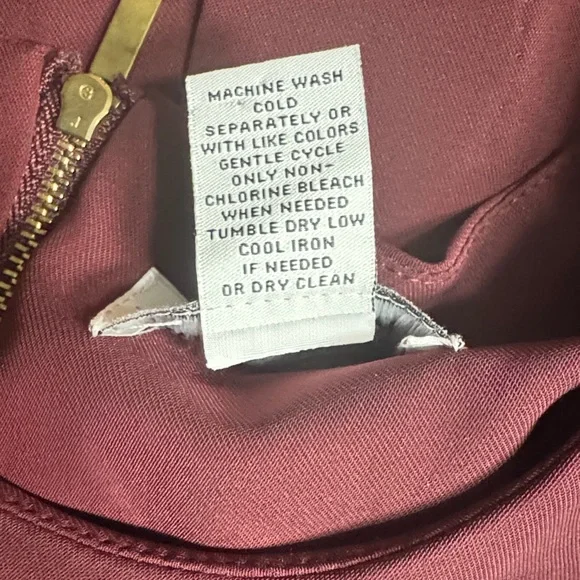 MACHINE WASH
COLD
SEPARATELY OR
WITH LIKE COLORS
GENTLE CYCLE
ONLY NON-
CHLORINE BLEACH
WHEN NEEDED
TUMBLE DRY LOW
COOL IRON
IF NEEDED
OR DRY CLEAN